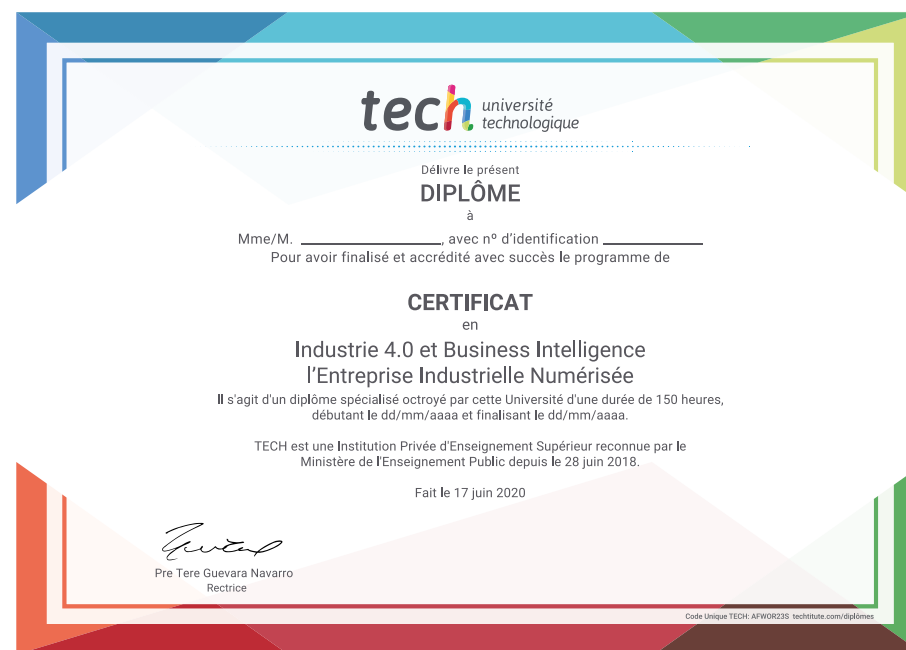 tech université
technologique
Délivre le présent
DIPLÔME
à
Mme/M. ____________________, avec nº d'identification ______________
Pour avoir finalisé et accrédité avec succès le programme de
CERTIFICAT
en
Industrie 4.0 et Business Intelligence
l'Entreprise Industrielle Numérisée
Il s'agit d'un diplôme spécialisé octroyé par cette Université d'une durée de 150 heures,
débutant le dd/mm/aaaa et finalisant le dd/mm/aaaa.
TECH est une Institution Privée d'Enseignement Supérieur reconnue par le
Ministère de l'Enseignement Public depuis le 28 juin 2018.
Fait le 17 juin 2020
Pre Tere Guevara Navarro
Rectrice
Code Unique TECH: AFWOR23S techtitute.com/diplômes